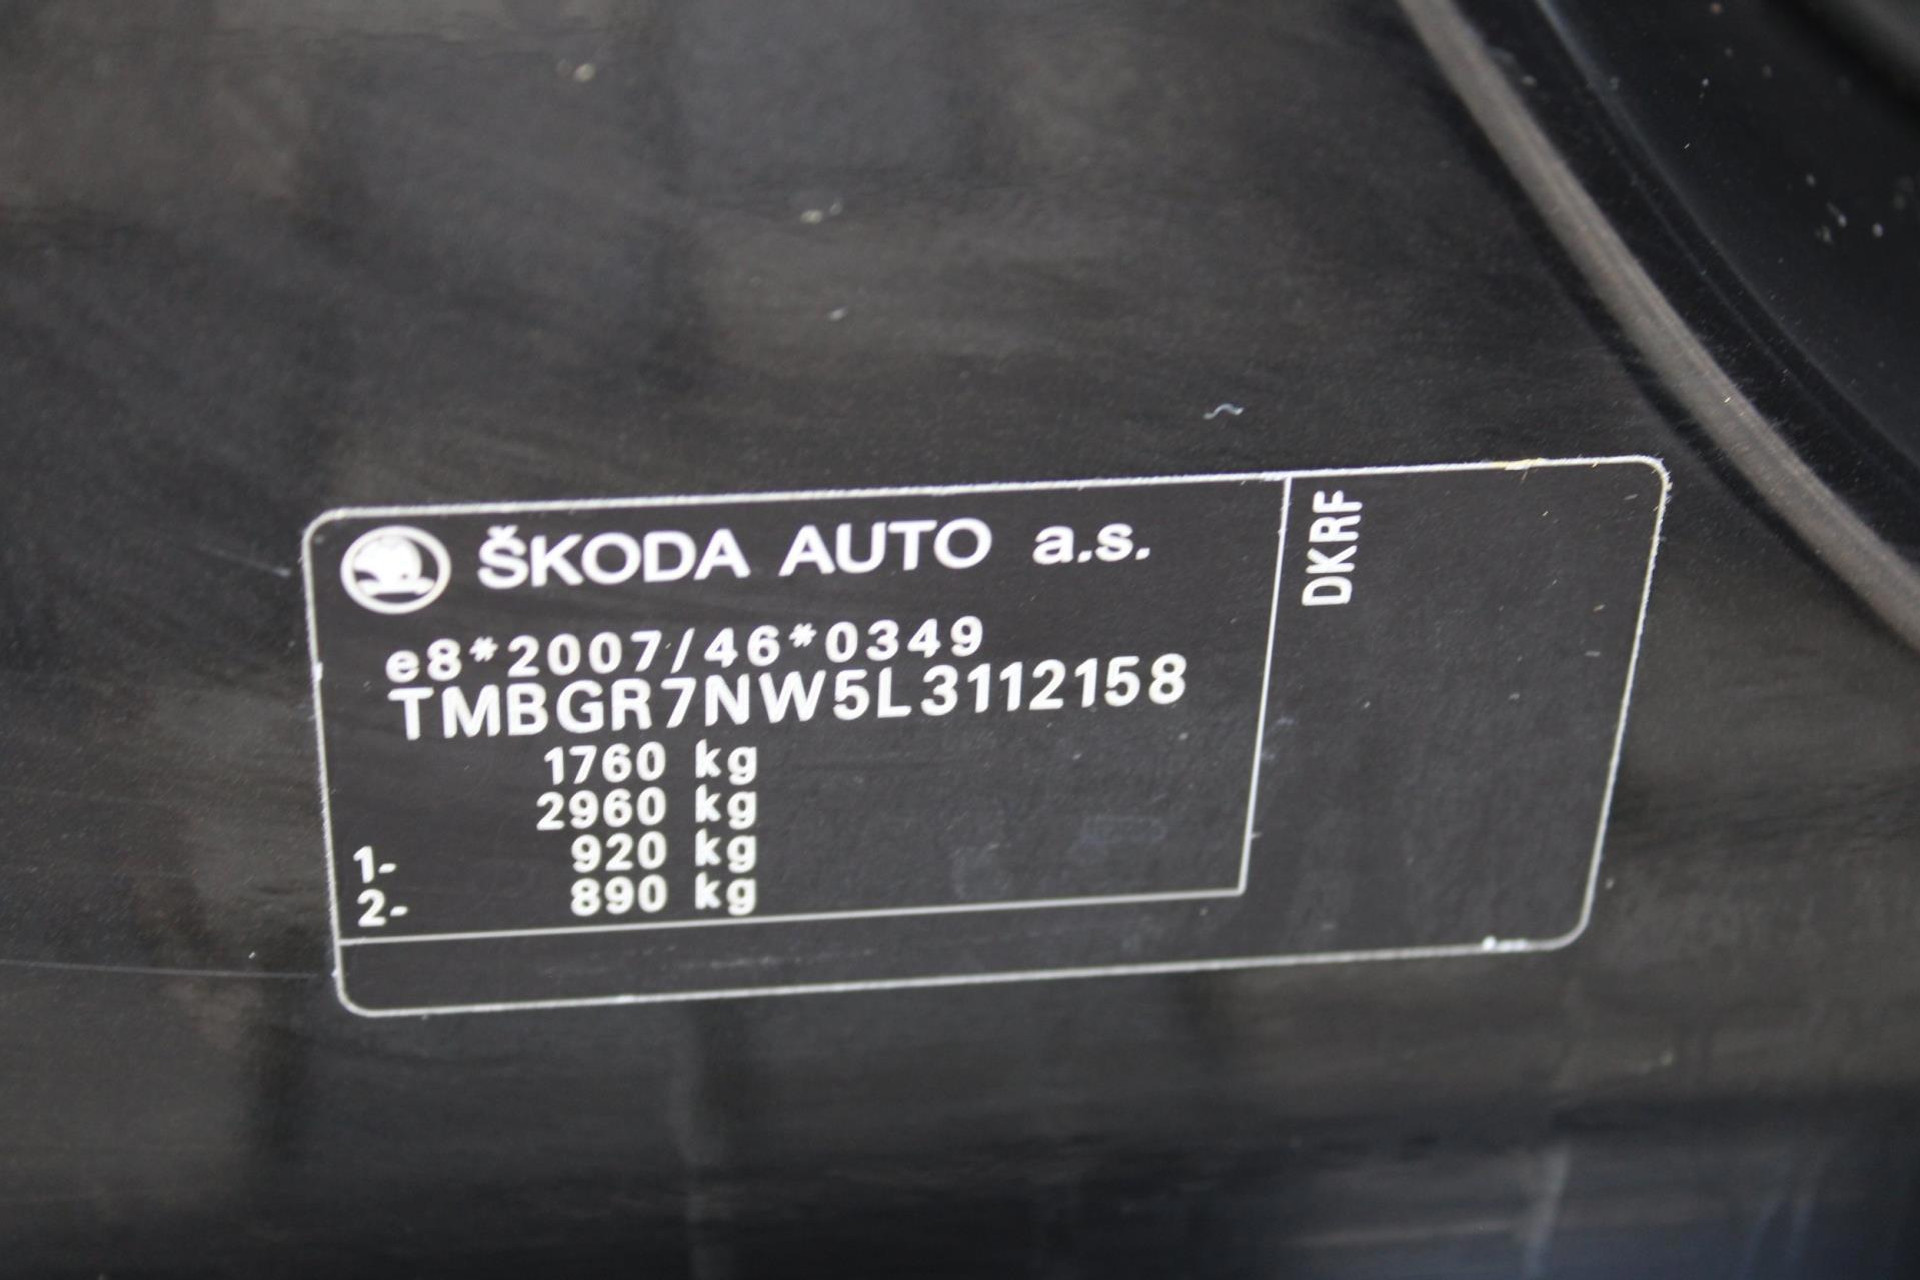 ŠKODA AUTO a.s.
e8*2007/46*0349
TMBGR7NW5L3112158
1760 kg
2960 kg
1- 920 kg
2- 890 kg
DKRF